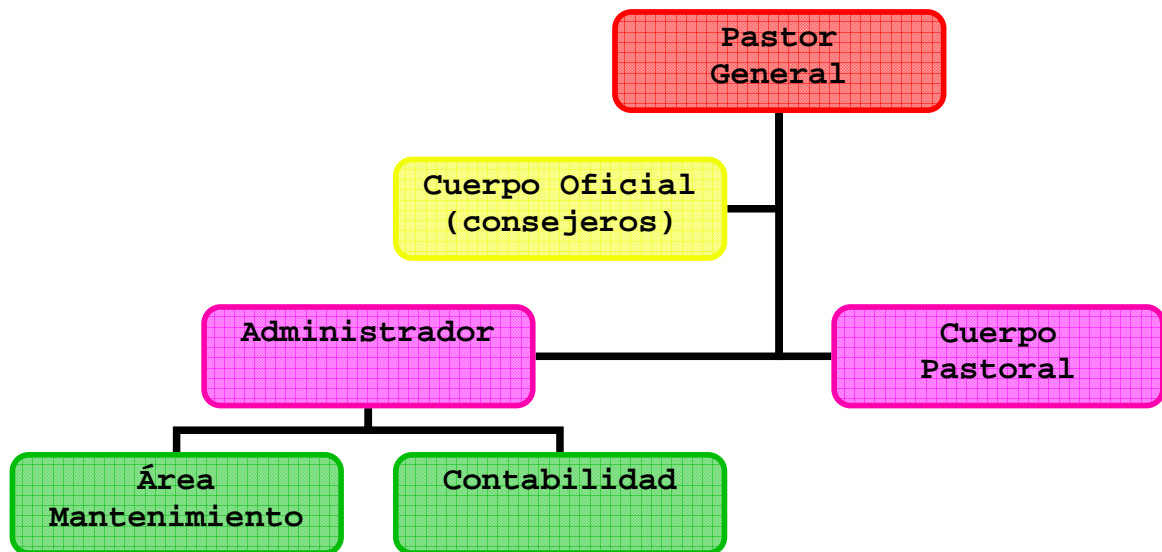 Pastor
General
Cuerpo Oficial
(consejeros)
Administrador
Cuerpo
Pastoral
Área
Mantenimiento
Contabilidad